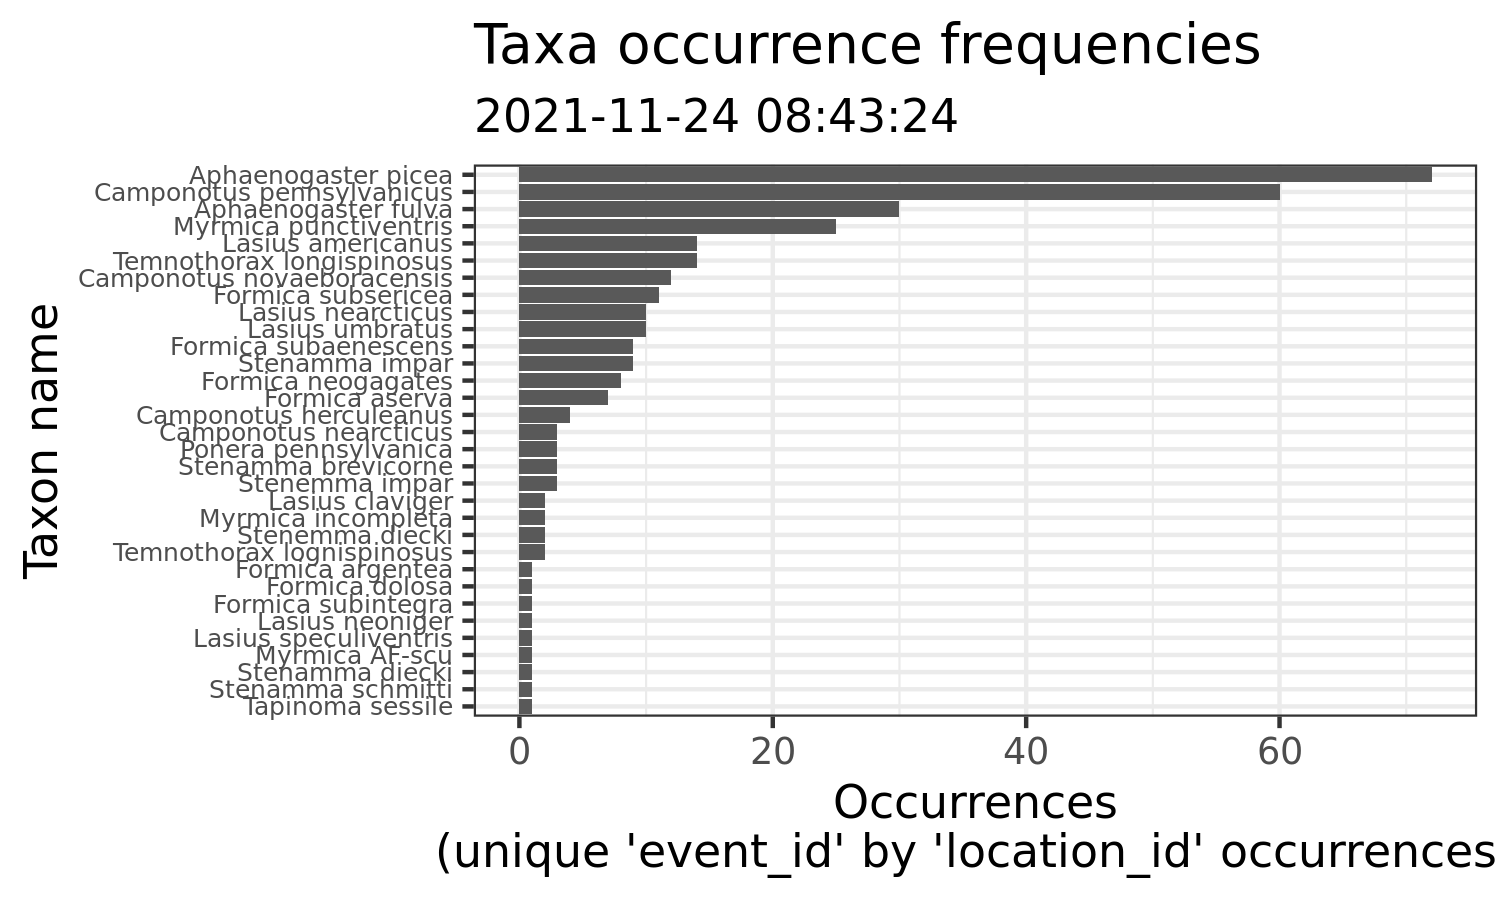 Taxa occurrence frequencies
2021-11-24 08:43:24
Taxon name
Aphaenogaster picea
Camponotus pennsylvanicus
Aphaenogaster fulva
Myrmica punctiventris
Lasius americanus
Temnothorax longispinosus
Camponotus novaeboracensis
Formica subsericea
Lasius nearcticus
Lasius umbratus
Formica subaenescens
Stenamma impar
Formica neogagates
Formica aserva
Camponotus herculeanus
Camponotus nearcticus
Ponera pennsylvanica
Stenamma brevicorne
Stenemma impar
Lasius claviger
Myrmica incompleta
Stenemma diecki
Temnothorax lognispinosus
Formica argentea
Formica dolosa
Formica subintegra
Lasius neoniger
Lasius speculiventris
Myrmica AF-scu
Stenamma diecki
Stenamma schmitti
Tapinoma sessile
0 20 40 60
Occurrences
(unique 'event_id' by 'location_id' occurrences